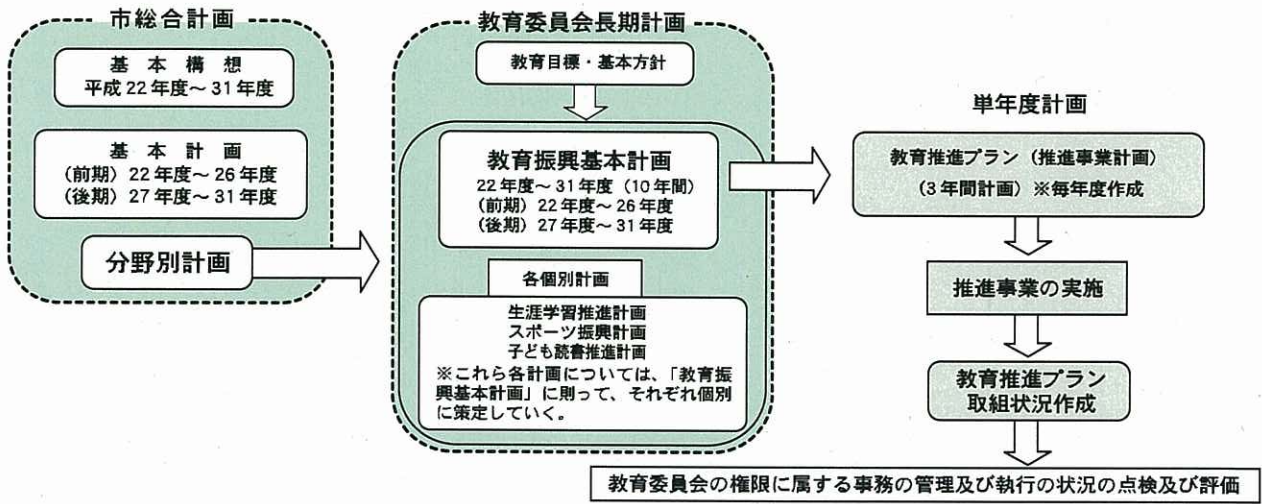 市総合計画
基本構想
平成22年度～31年度
基本計画
(前期)22年度～26年度
(後期)27年度～31年度
分野別計画
教育委員会長期計画
教育目標・基本方針
教育振興基本計画
22年度～31年度(10年間)
(前期)22年度～26年度
(後期)27年度～31年度
各個別計画
生涯学習推進計画
スポーツ振興計画
子ども読書推進計画
※これら各計画については、「教育振
興基本計画」に則って、それぞれ個別
に策定していく。
単年度計画
教育推進プラン(推進事業計画)
(3年間計画)※毎年度作成
推進事業の実施
教育推進プラン
取組状況作成
教育委員会の権限に属する事務の管理及び執行の状況の点検及び評価